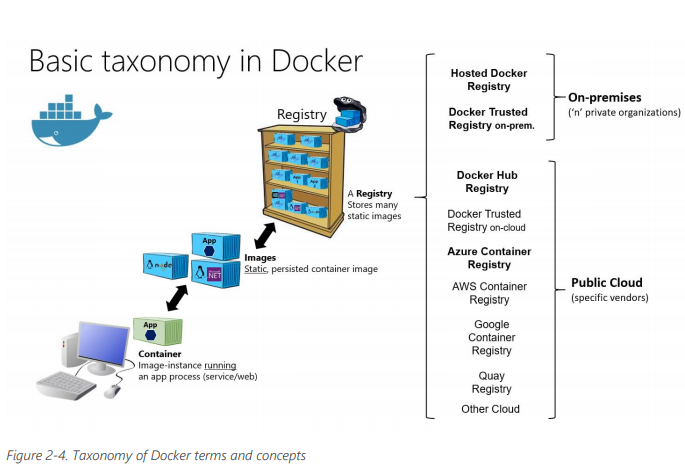 Basic taxonomy in Docker
Registry
A Registry
Stores many
static images
App
node
.NET
Images
Static, persisted container image
App
Container
Image-instance running
an app process (service/web)
Hosted Docker
Registry
Docker Trusted
Registry on-prem.
On-premises
(‘n’ private organizations)
Docker Hub
Registry
Docker Trusted
Registry on-cloud
Azure Container
Registry
AWS Container
Registry
Google
Container
Registry
Quay
Registry
Other Cloud
Public Cloud
(specific vendors)
Figure 2-4. Taxonomy of Docker terms and concepts